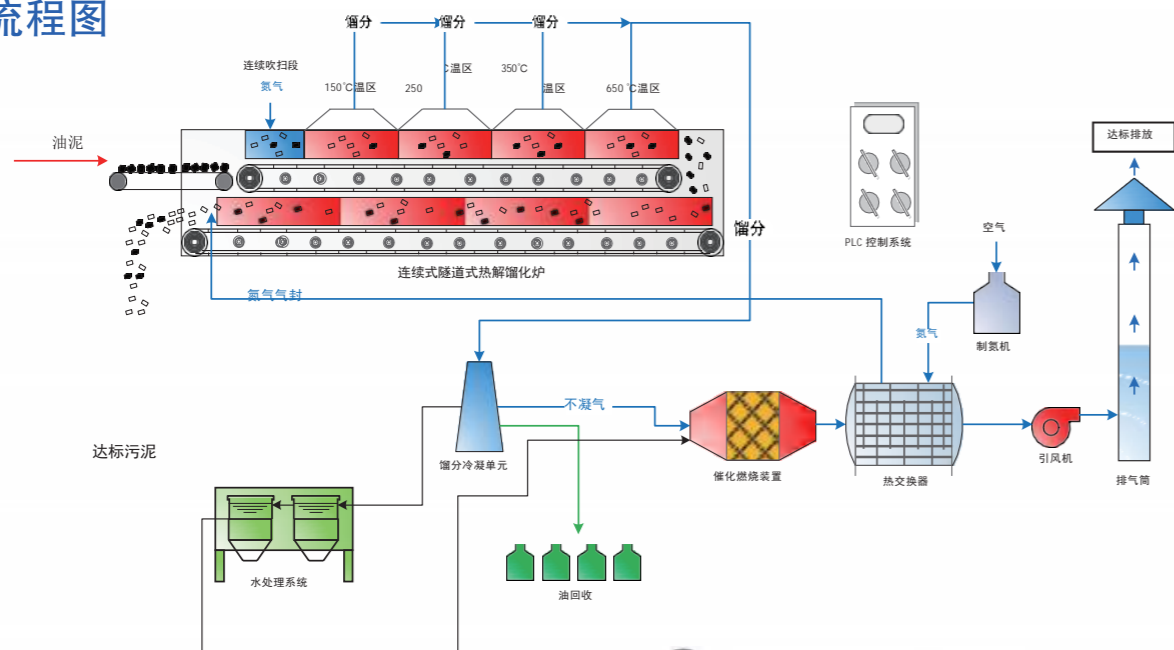 流程图
馏分
馏分
馏分
连续吹扫段
氮气
150℃温区
250
C温区
350℃
温区
650℃温区
油泥
达标排放
馏分
PLC 控制系统
空气
连续式隧道式热解馏化炉
氮气气封
氮气
制氮机
不凝气
达标污泥
馏分冷凝单元
催化燃烧装置
热交换器
引风机
排气筒
水处理系统
油回收